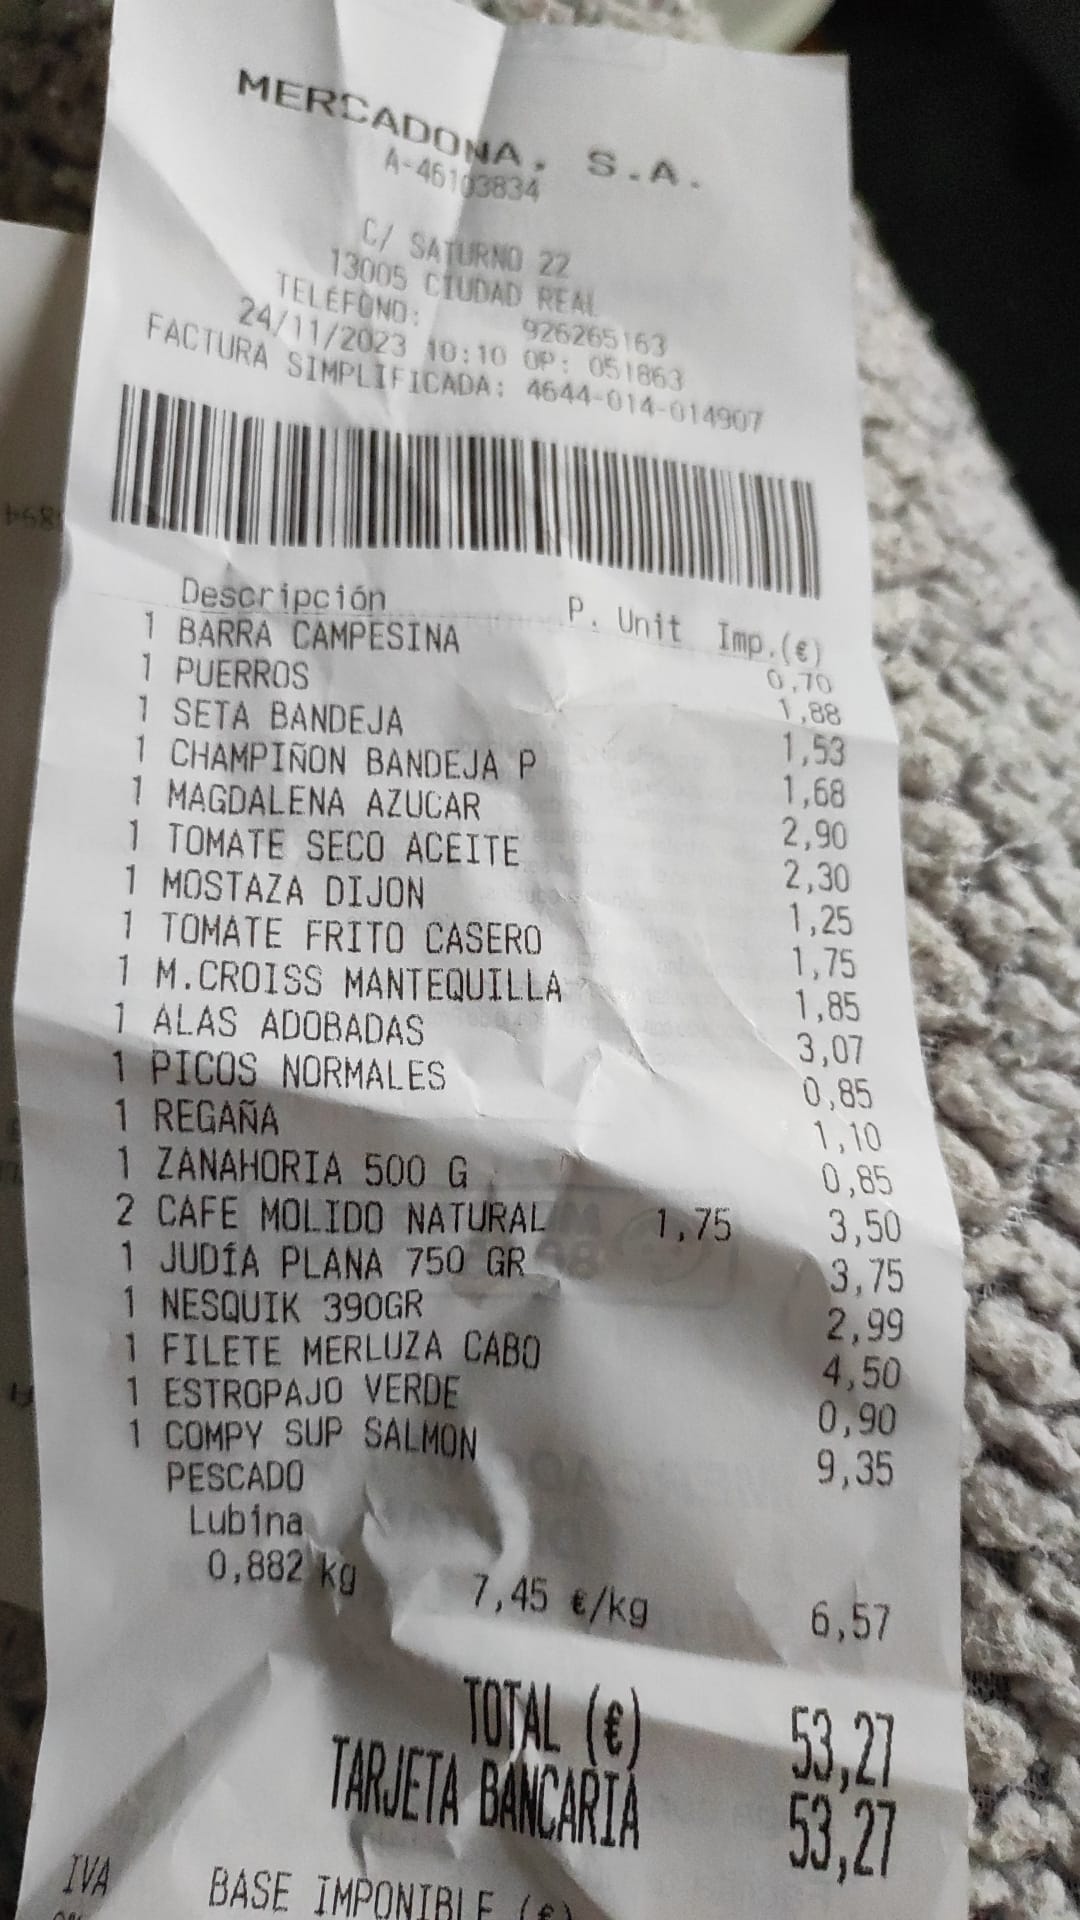 MERCADONA, S.A.
A-46103834
C/ SATURNO 22
13005 CIUDAD REAL
TELÉFONO: 926265163
24/11/2023 10:10 OP: 051863
FACTURA SIMPLIFICADA: 4644-014-014907
Descripción P. Unit Imp.(€)
1 BARRA CAMPESINA 0,70
1 PUERROS 1,88
1 SETA BANDEJA 1,53
1 CHAMPIÑON BANDEJA P 1,68
1 MAGDALENA AZUCAR 2,90
1 TOMATE SECO ACEITE 2,30
1 MOSTAZA DIJON 1,25
1 TOMATE FRITO CASERO 1,75
1 M.CROISS MANTEQUILLA 1,85
1 ALAS ADOBADAS 3,07
1 PICOS NORMALES 0,85
1 REGAÑA 1,10
1 ZANAHORIA 500 G 0,85
2 CAFE MOLIDO NATURAL 1,75 3,50
1 JUDÍA PLANA 750 GR 3,75
1 NESQUIK 390GR 2,99
1 FILETE MERLUZA CABO 4,50
1 ESTROPAJO VERDE 0,90
1 COMPY SUP SALMON 9,35
PESCADO
Lubina
0,882 kg 7,45 €/kg 6,57
TOTAL (€) 53,27
TARJETA BANCARIA 53,27
IVA BASE IMPONIBLE (€)